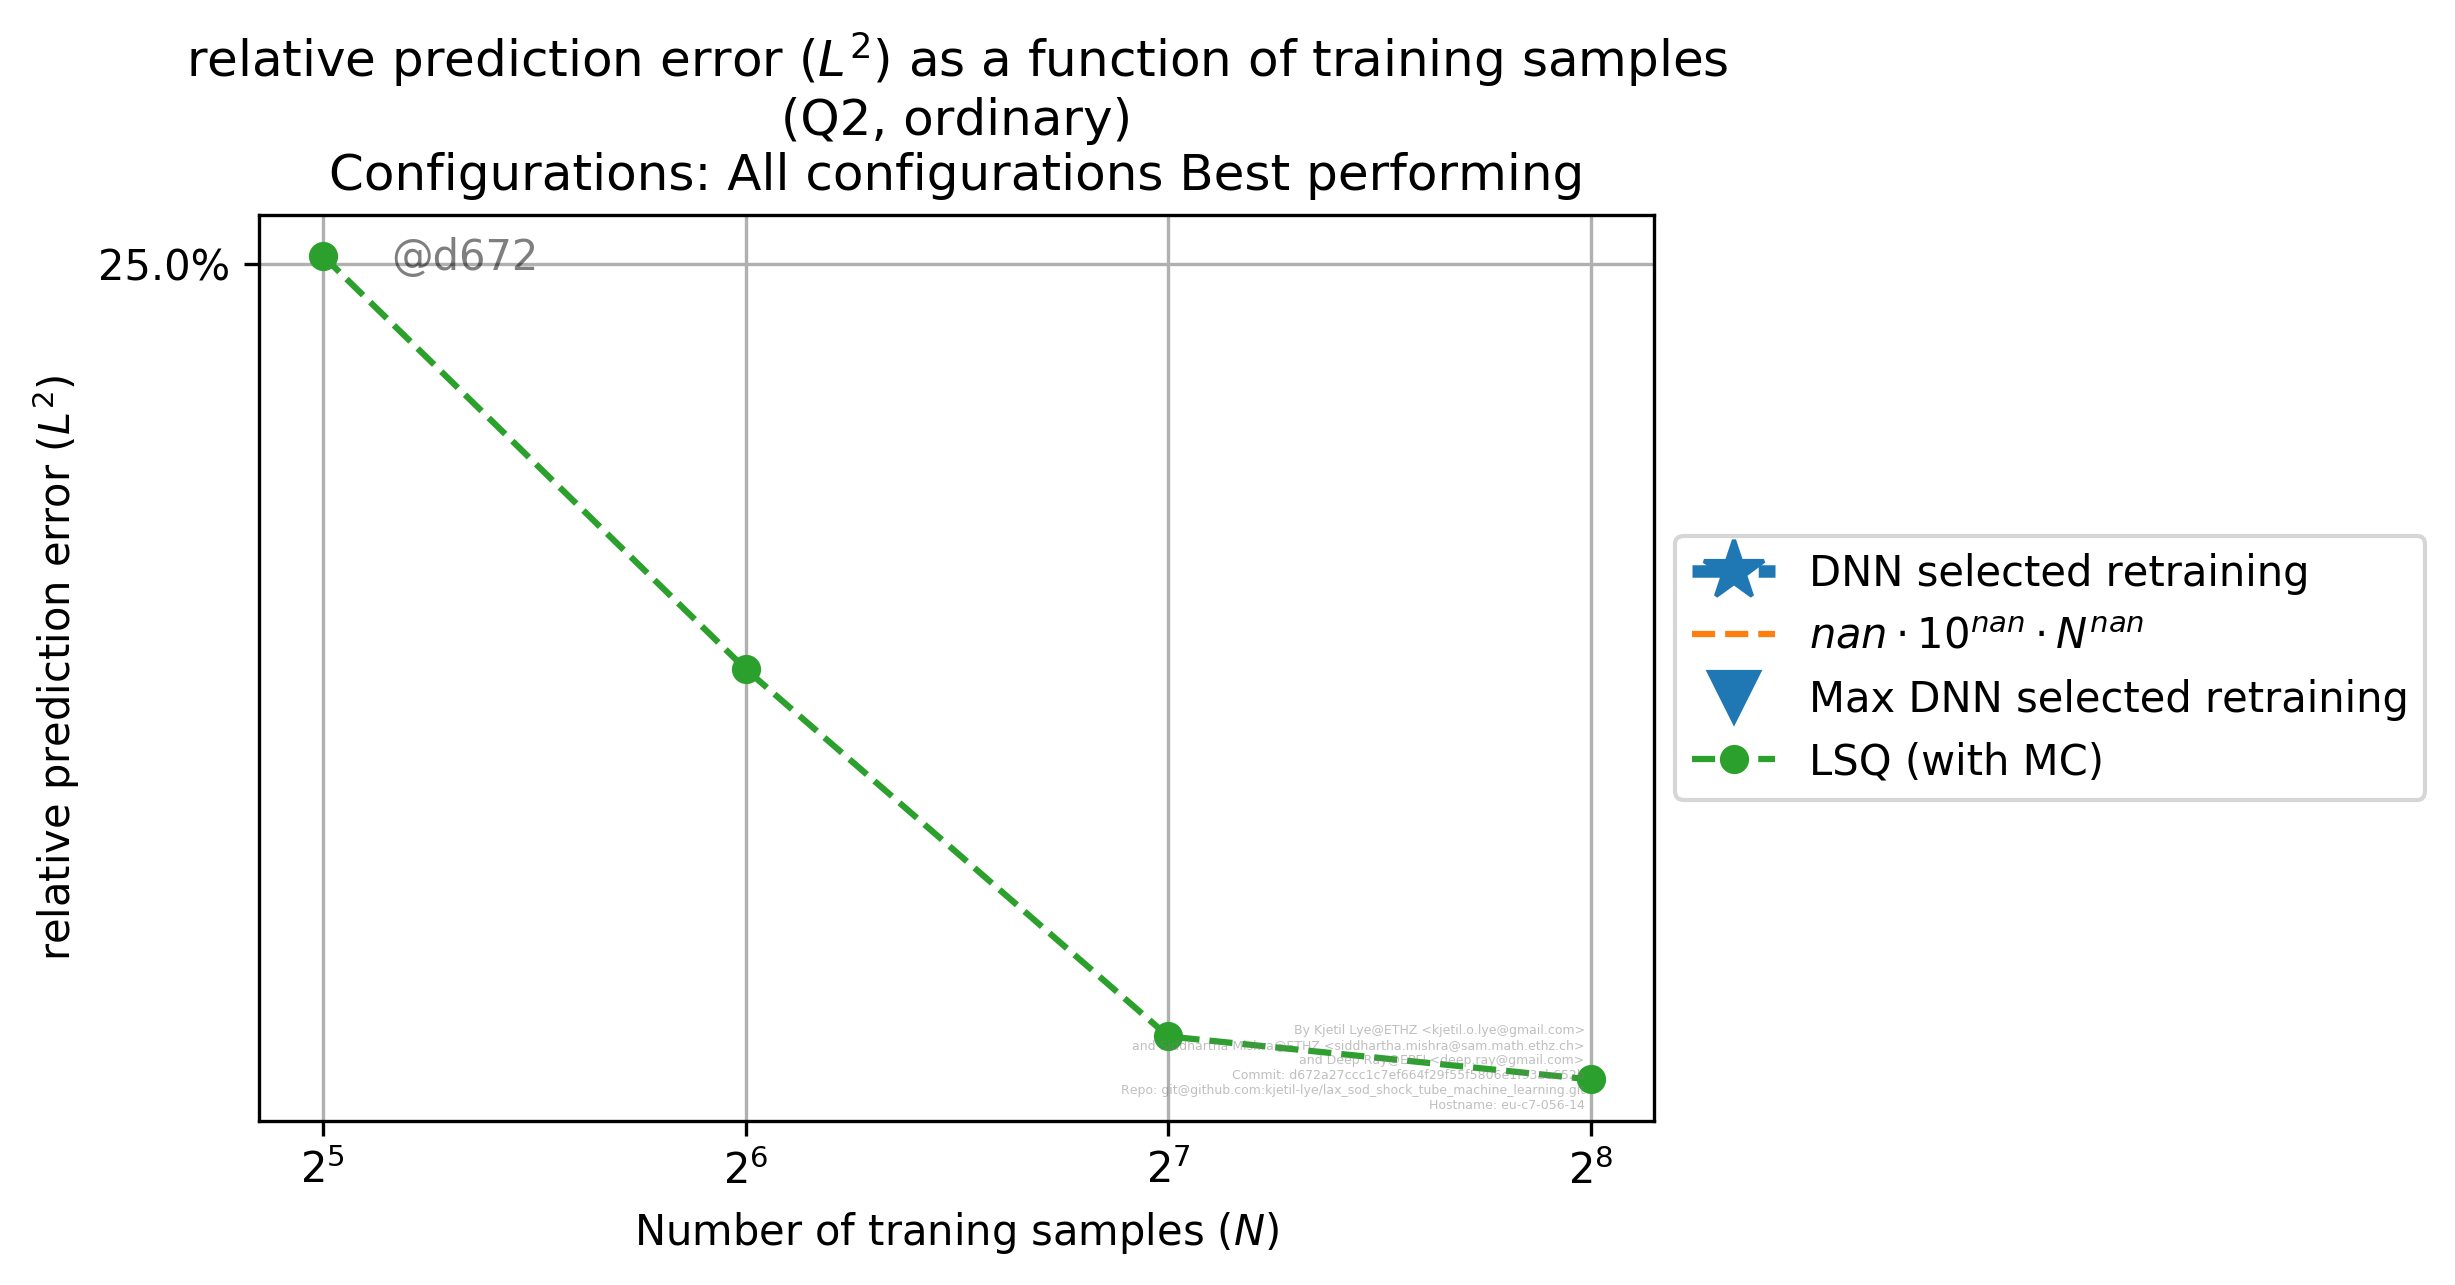 relative prediction error (L²) as a function of training samples
(Q2, ordinary)
Configurations: All configurations Best performing
25.0%
@d672
relative prediction error (L²)
DNN selected retraining
nan · 10ⁿᵃⁿ · Nⁿᵃⁿ
Max DNN selected retraining
LSQ (with MC)
By Kjetil Lye@ETHZ <kjetil.o.lye@gmail.com>
and Siddhartha Mishra@ETHZ <siddhartha.mishra@sam.math.ethz.ch>
and Deep Ray@EPFL <deep.ray@gmail.com>
Commit:
Repo: git@github.com:kjetil-lye/lax_sod_shock_tube_machine_learning.git
Hostname: eu-c7-056-14
2⁵ 2⁶ 2⁷ 2⁸
Number of traning samples (N)